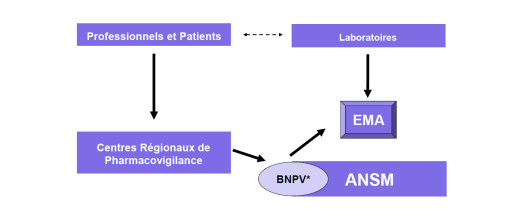 Professionnels et Patients
Laboratoires
EMA
Centres Régionaux de
Pharmacovigilance
BNPV*
ANSM